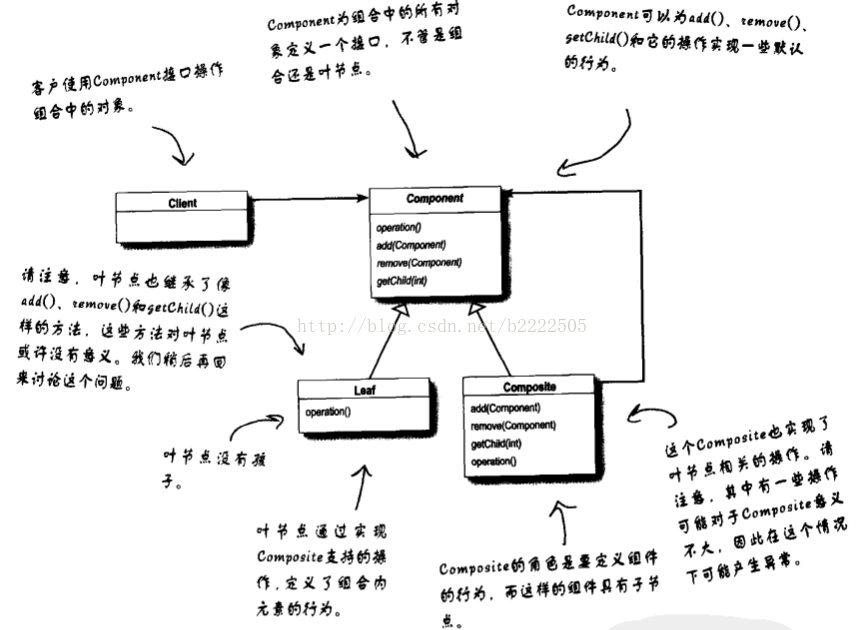 Component为组合中的所有对
象定义一个接口，不管是组
合还是叶节点。
Component可以为add()、remove()、
getChild()和它的操作实现一些默认
的行为。
客户使用Component接口操作
组合中的对象。
Client
Component
operation()
add(Component)
remove(Component)
getChild(int)
请注意，叶节点也继承了像
add()、remove()和getChild()这
样的方法，这些方法对叶节点
或许没有意义。我们稍后再回
来讨论这个问题。
http://blog.csdn.net/b2222505
Leaf
operation()
Composite
add(Component)
remove(Component)
getChild(int)
operation()
叶节点没有孩
子。
这个Composite也实现了
叶节点相关的操作。请
注意，其中有一些操作
可能对于Composite意义
不大，因此在这个情况
下可能产生异常。
叶节点通过实现
Composite支持的操
作，定义了组合内
元素的行为。
Composite的角色是要定义组件
的行为，而这样的组件具有子节
点。